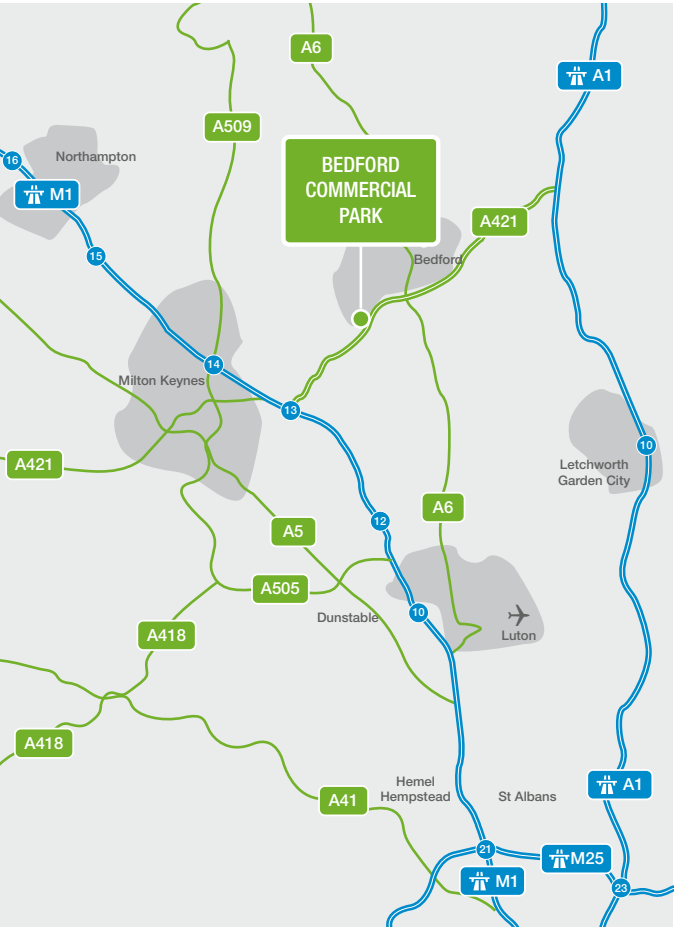 A6
A1
A509
Northampton
16
M1
BEDFORD
COMMERCIAL
PARK
A421
15
Bedford
14
Milton Keynes
13
10
A421
Letchworth
Garden City
A6
12
A5
A505
10
Dunstable
Luton
A418
A418
Hemel
Hempstead
St Albans
A1
A41
21
M25
M1
23